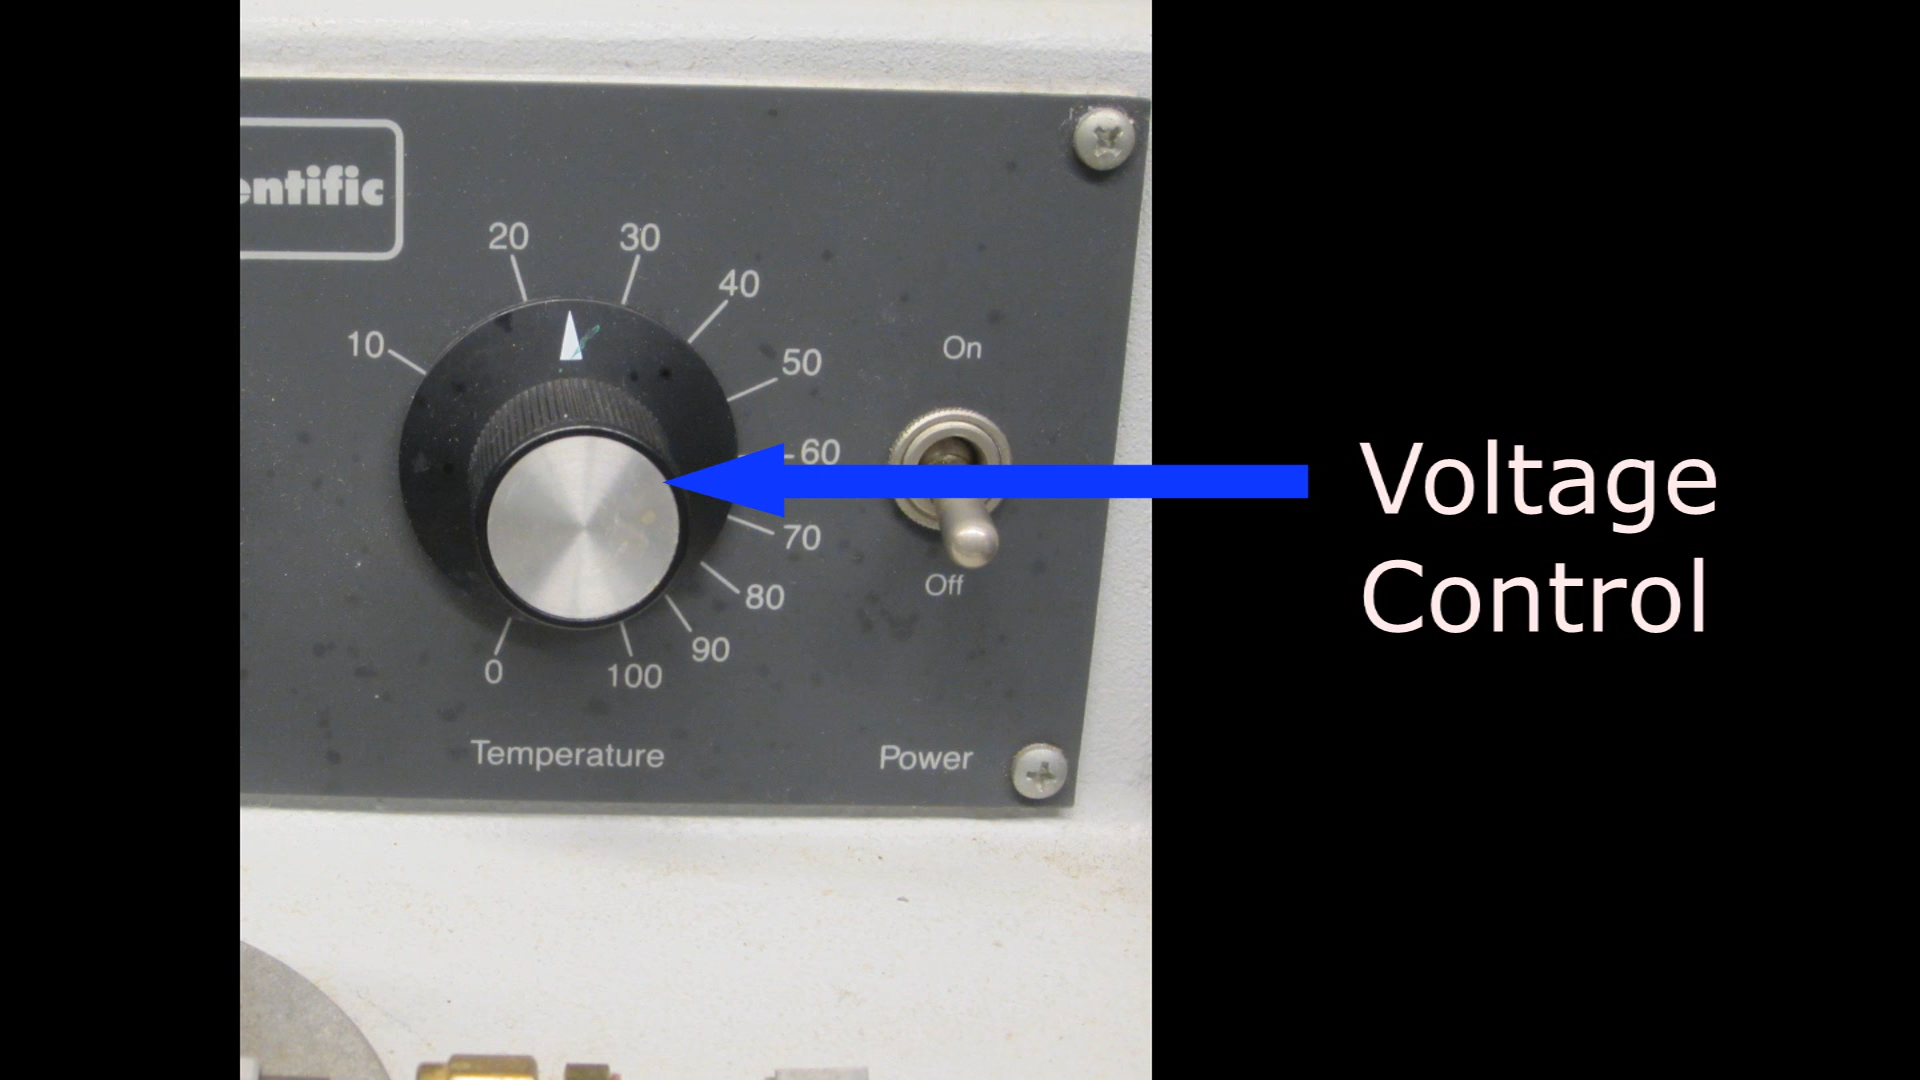 entific
20 30
10 40
50
On
60
70
80
Off
90
0 100
Temperature
Power
Voltage
Control